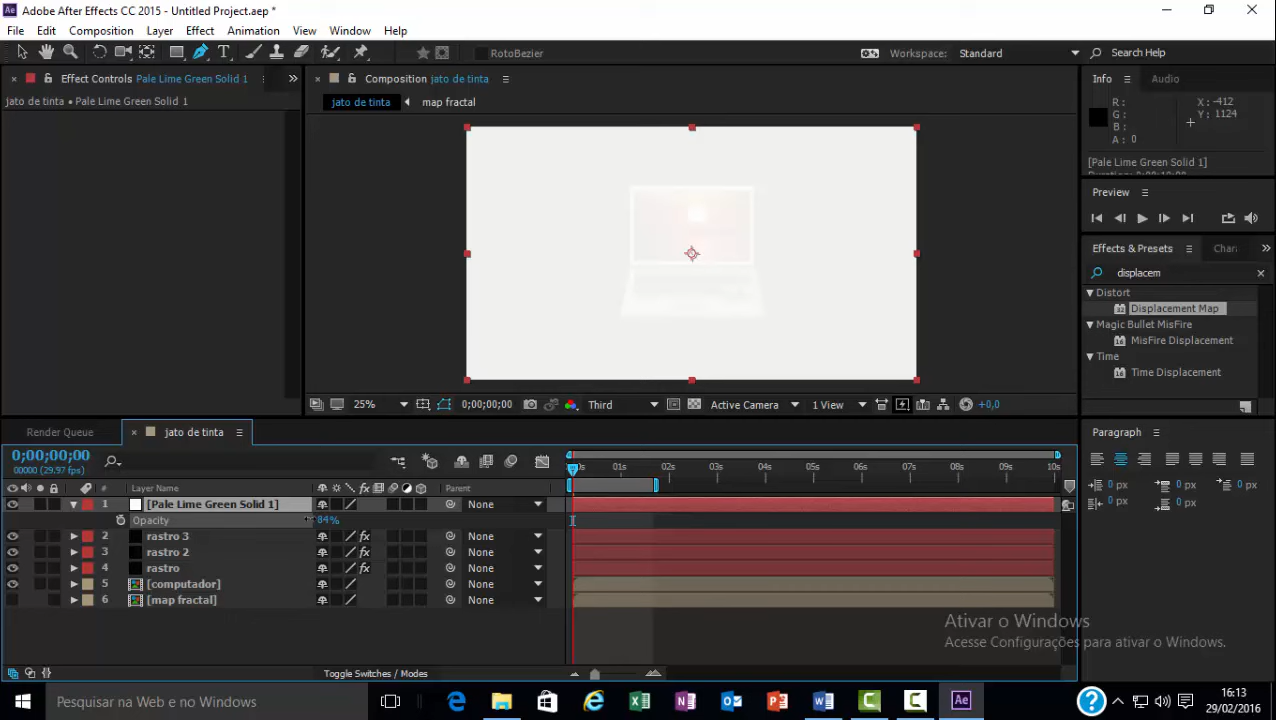 Adobe After Effects CC 2015 - Untitled Project.aep *
File Edit Composition Layer Effect Animation View Window Help
RotoBezier
Workspace: Standard
Search Help
Effect Controls Pale Lime Green Solid 1
jato de tinta • Pale Lime Green Solid 1
Composition jato de tinta
jato de tinta
map fractal
Info
Audio
R :
G :
B :
A : 0
X : -412
Y : 1124
[Pale Lime Green Solid 1]
Preview
Effects & Presets
Char
displacem
Distort
Displacement Map
Magic Bullet MisFire
MisFire Displacement
Time
Time Displacement
25%
0;00;00;00
Third
Active Camera
1 View
+0,0
Render Queue
jato de tinta
0;00;00;00
00000 (29.97 fps)
# Layer Name
Parent
01s 02s 03s 04s 05s 06s 07s 08s 09s 10s
1 [Pale Lime Green Solid 1] None
Opacity 84%
2 rastro 3 None
3 rastro 2 None
4 rastro None
5 [computador] None
6 [map fractal] None
Toggle Switches / Modes
Paragraph
0 px 0 px 0 px
0 px 0 px
Ativar o Windows
Acesse Configurações para ativar o Windows.
Pesquisar na Web e no Windows
16:13
29/02/2016